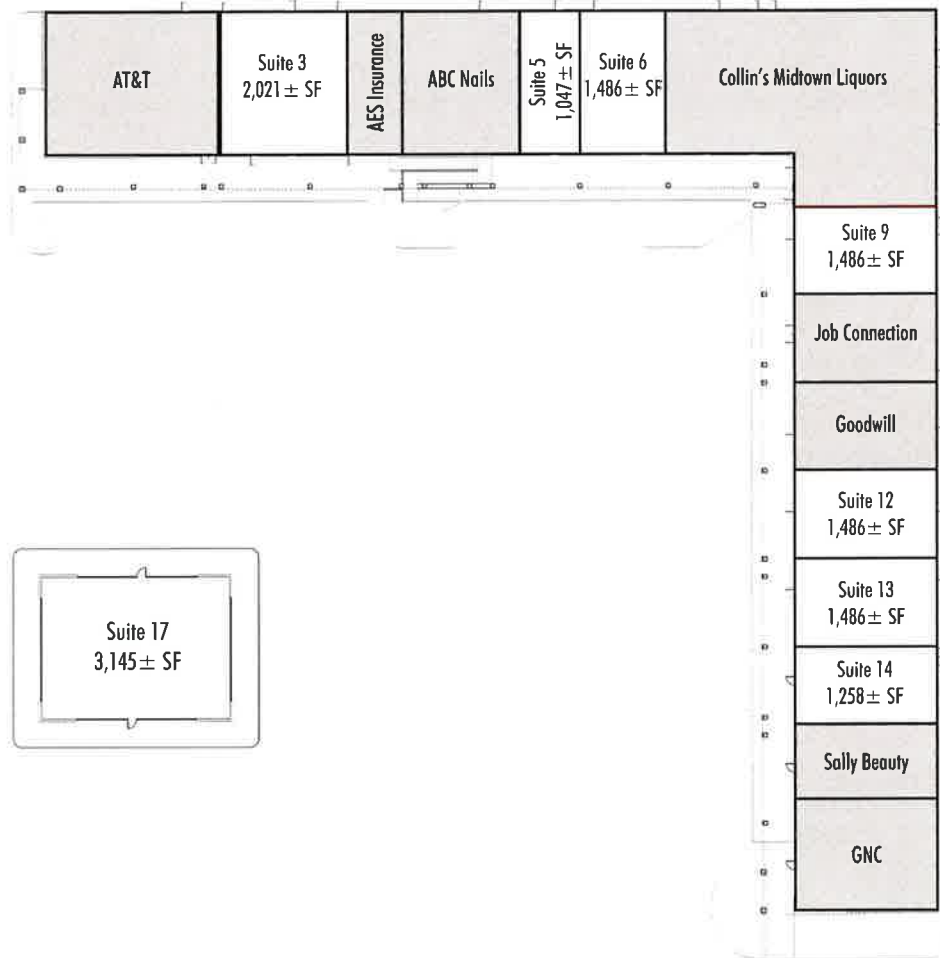 AT&T
Suite 3
2,021± SF
AES Insurance
ABC Nails
Suite 5
1,047± SF
Suite 6
1,486± SF
Collin's Midtown Liquors
Suite 9
1,486± SF
Job Connection
Goodwill
Suite 12
1,486± SF
Suite 13
1,486± SF
Suite 14
1,258± SF
Suite 17
3,145± SF
Sally Beauty
GNC